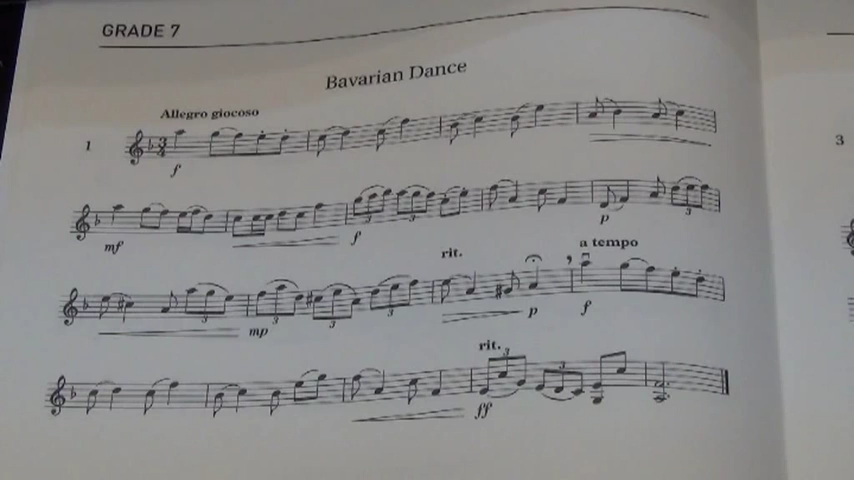 GRADE 7
Bavarian Dance
Allegro giocoso
1
3
f
mf
f
p
rit.
a tempo
mp
p
f
rit.
ff